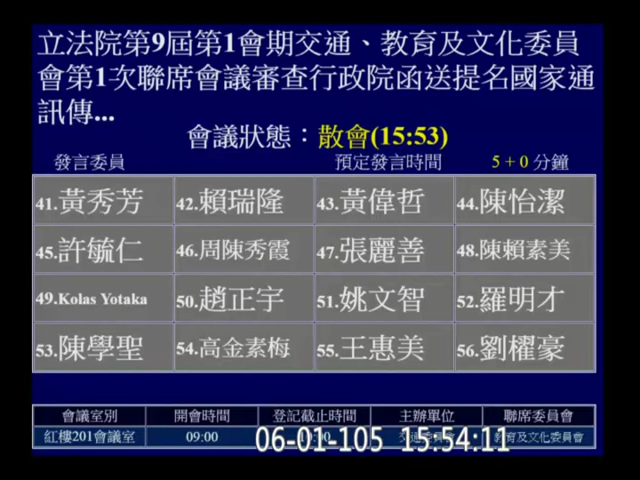 立法院第9屆第1會期交通、教育及文化委員
會第1次聯席會議審查行政院函送提名國家通
訊傳...
會議狀態：散會(15:53)
發言委員 預定發言時間 5 + 0 分鐘
41.黃秀芳 42.賴瑞隆 43.黃偉哲 44.陳怡潔
45.許毓仁 46.周陳秀霞 47.張麗善 48.陳賴素美
49.Kolas Yotaka 50.趙正宇 51.姚文智 52.羅明才
53.陳學聖 54.高金素梅 55.王惠美 56.劉櫂豪
會議室別 開會時間 登記截止時間 主辦單位 聯席委員會
紅樓201會議室 09:00 教育及文化委員會
06-01-105 15:54:11